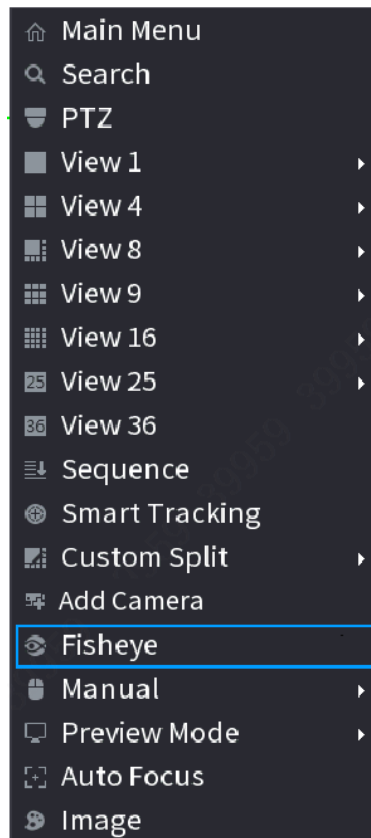 Main Menu
Search
PTZ
View 1
View 4
View 8
View 9
View 16
25 View 25
36 View 36
Sequence
Smart Tracking
Custom Split
Add Camera
Fisheye
Manual
Preview Mode
Auto Focus
Image